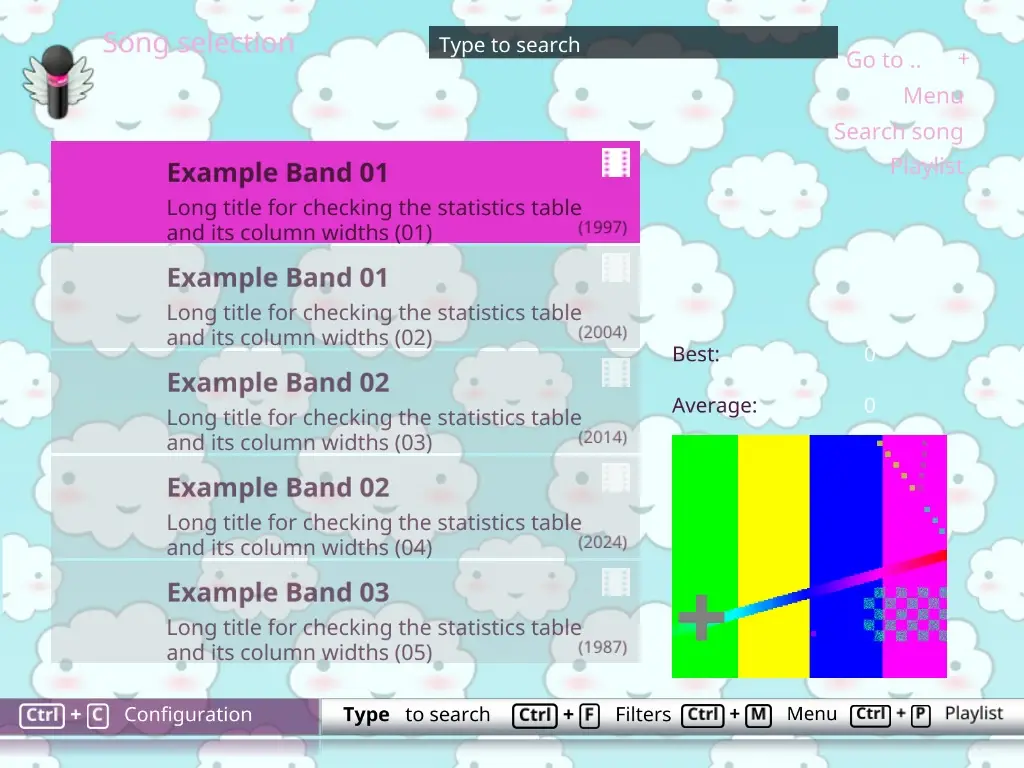 Song selection
Type to search
Go to .. +
Menu
Search song
Playlist
Example Band 01
Long title for checking the statistics table
and its column widths (01)
(1997)
Example Band 01
Long title for checking the statistics table
and its column widths (02)
(2004)
Example Band 02
Long title for checking the statistics table
and its column widths (03)
(2014)
Example Band 02
Long title for checking the statistics table
and its column widths (04)
(2024)
Example Band 03
Long title for checking the statistics table
and its column widths (05)
(1987)
Best: 0
Average: 0
Ctrl + C Configuration Type to search Ctrl + F Filters Ctrl + M Menu Ctrl + P Playlist